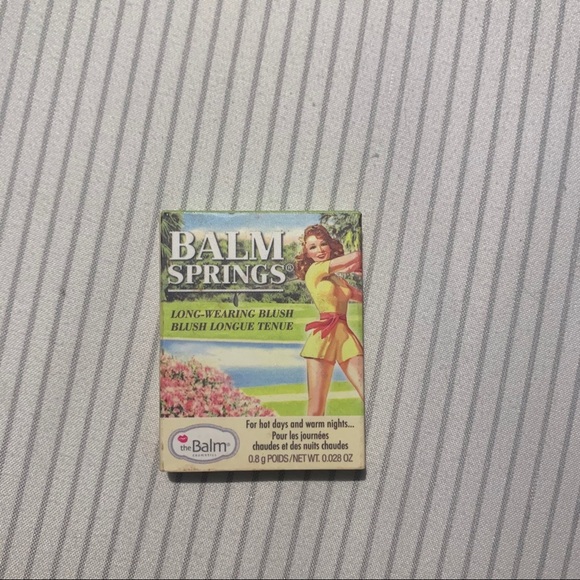 BALM
SPRINGS®
LONG-WEARING BLUSH
BLUSH LONGUE TENUE
For hot days and warm nights...
Pour les journées
chaudes et des nuits chaudes
0.8 g POIDS/NET WT. 0.028 OZ
theBalm®
COSMETICS